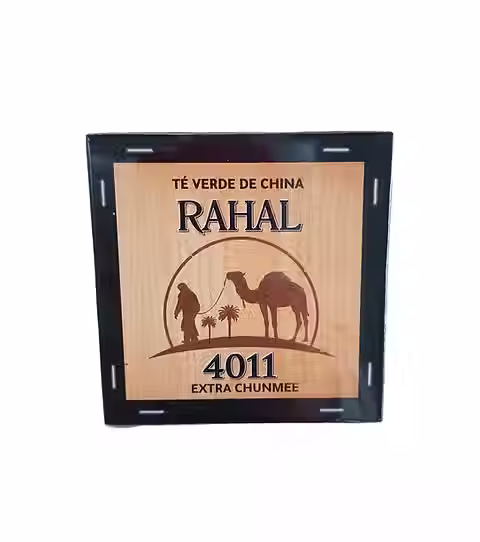 TÉ VERDE DE CHINA
RAHAL
4011
EXTRA CHUNMEE